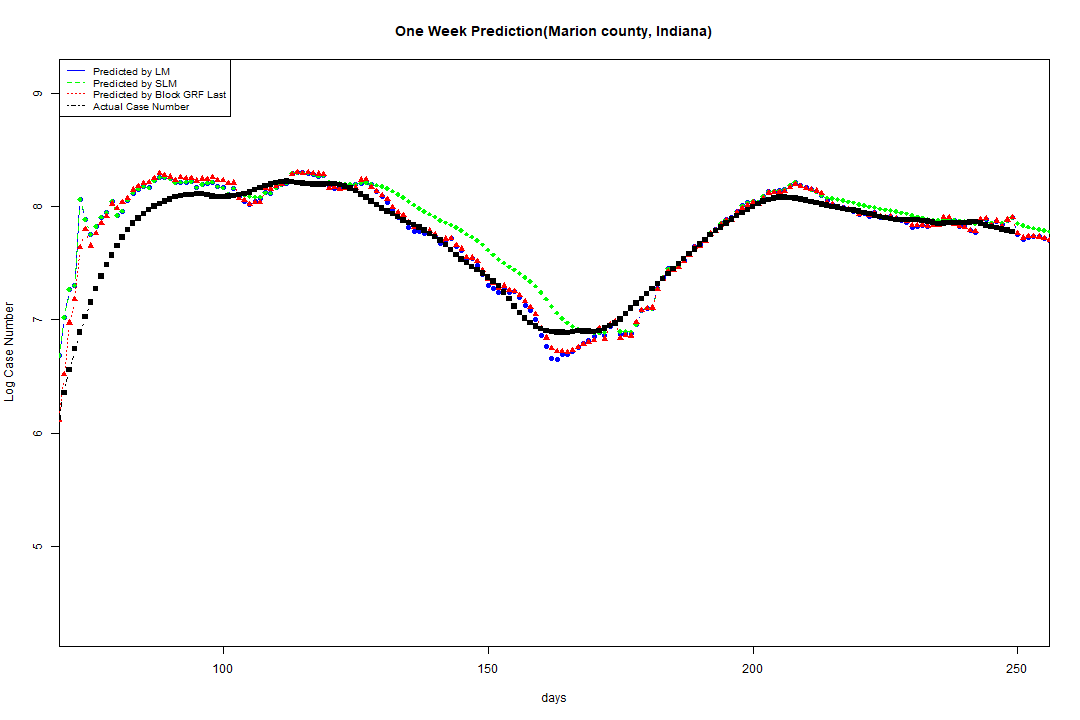 One Week Prediction(Marion county, Indiana)
Predicted by LM
Predicted by SLM
Predicted by Block GRF Last
Actual Case Number
9
8
7
6
5
Log Case Number
100 150 200 250
days